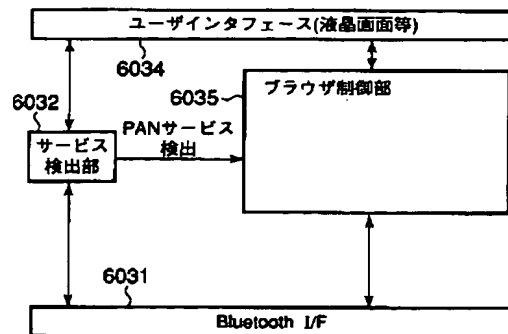 ユーザインタフェース(液晶画面等)
6034
6035
ブラウザ制御部
6032
PANサービス
検出
サービス
検出部
6031
Bluetooth I/F